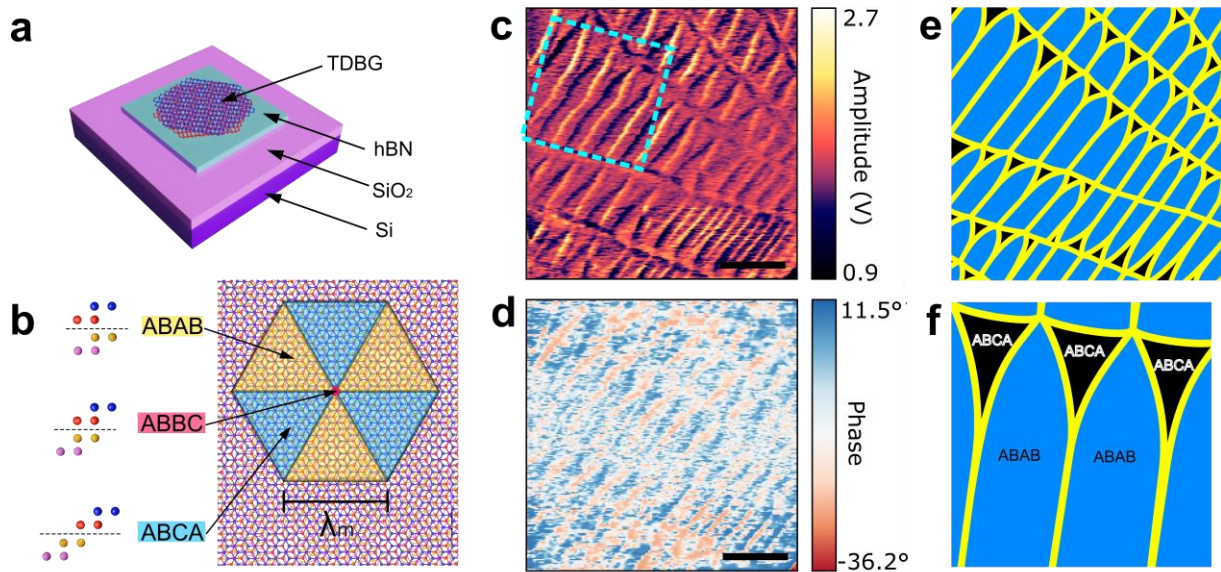 a
TDBG
hBN
SiO₂
Si
b
ABAB
ABBC
ABCA
λm
c
2.7
Amplitude (V)
0.9
d
11.5°
Phase
-36.2°
e
f
ABCA
ABCA
ABCA
ABAB
ABAB